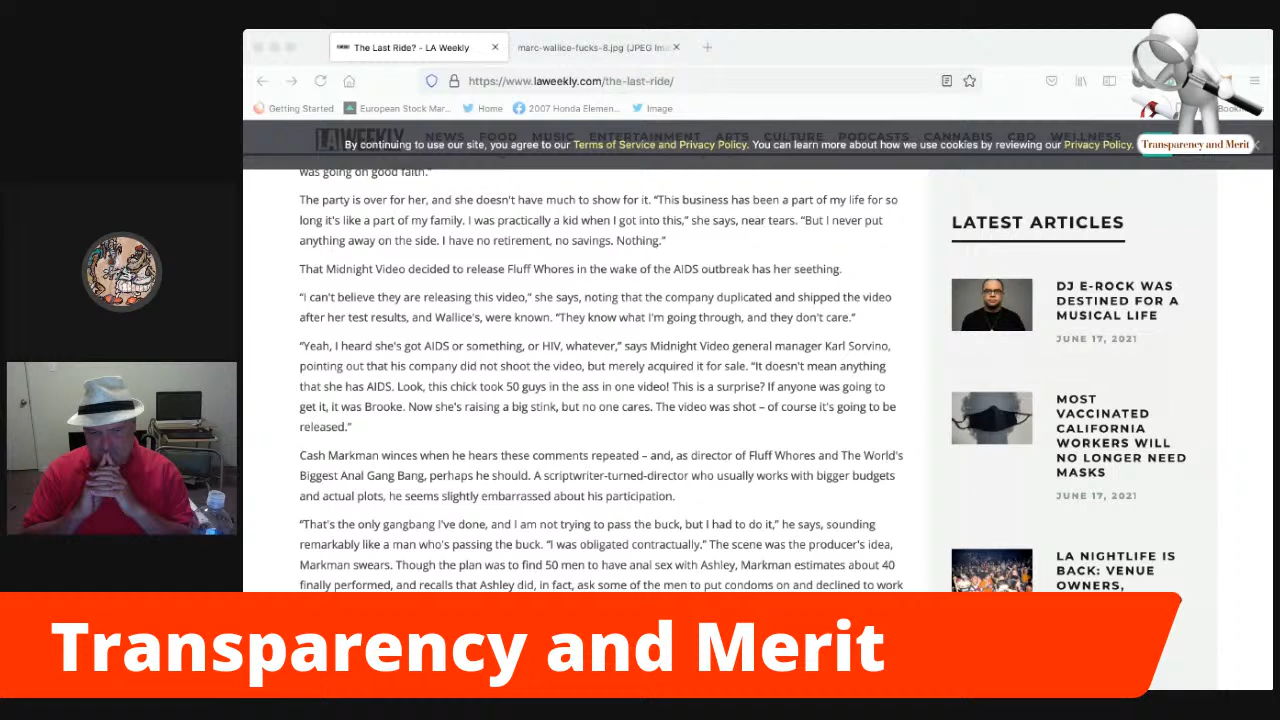 The Last Ride? - LA Weekly
marc-wallice-fucks-8.jpg (JPEG Ima
https://www.laweekly.com/the-last-ride/
Getting Started
European Stock Mar...
Home
2007 Honda Elemen...
Image
LA WEEKLY NEWS FOOD MUSIC ENTERTAINMENT ARTS CULTURE PODCASTS CANNABIS CBD WELLNESS
By continuing to use our site, you agree to our Terms of Service and Privacy Policy. You can learn more about how we use cookies by reviewing our Privacy Policy.
Transparency and Merit
was going on good faith."
The party is over for her, and she doesn't have much to show for it. "This business has been a part of my life for so
long it's like a part of my family. I was practically a kid when I got into this," she says, near tears. "But I never put
anything away on the side. I have no retirement, no savings. Nothing."
That Midnight Video decided to release Fluff Whores in the wake of the AIDS outbreak has her seething.
"I can't believe they are releasing this video," she says, noting that the company duplicated and shipped the video
after her test results, and Wallice's, were known. "They know what I'm going through, and they don't care."
"Yeah, I heard she's got AIDS or something, or HIV, whatever," says Midnight Video general manager Karl Sorvino,
pointing out that his company did not shoot the video, but merely acquired it for sale. "It doesn't mean anything
that she has AIDS. Look, this chick took 50 guys in the ass in one video! This is a surprise? If anyone was going to
get it, it was Brooke. Now she's raising a big stink, but no one cares. The video was shot – of course it's going to be
released."
Cash Markman winces when he hears these comments repeated – and, as director of Fluff Whores and The World's
Biggest Anal Gang Bang, perhaps he should. A scriptwriter-turned-director who usually works with bigger budgets
and actual plots, he seems slightly embarrassed about his participation.
"That's the only gangbang I've done, and I am not trying to pass the buck, but I had to do it," he says, sounding
remarkably like a man who's passing the buck. "I was obligated contractually." The scene was the producer's idea,
Markman swears. Though the plan was to find 50 men to have anal sex with Ashley, Markman estimates about 40
finally performed, and recalls that Ashley did, in fact, ask some of the men to put condoms on and declined to work
LATEST ARTICLES
DJ E-ROCK WAS
DESTINED FOR A
MUSICAL LIFE
JUNE 17, 2021
MOST
VACCINATED
CALIFORNIA
WORKERS WILL
NO LONGER NEED
MASKS
JUNE 17, 2021
LA NIGHTLIFE IS
BACK: VENUE
OWNERS,
Transparency and Merit